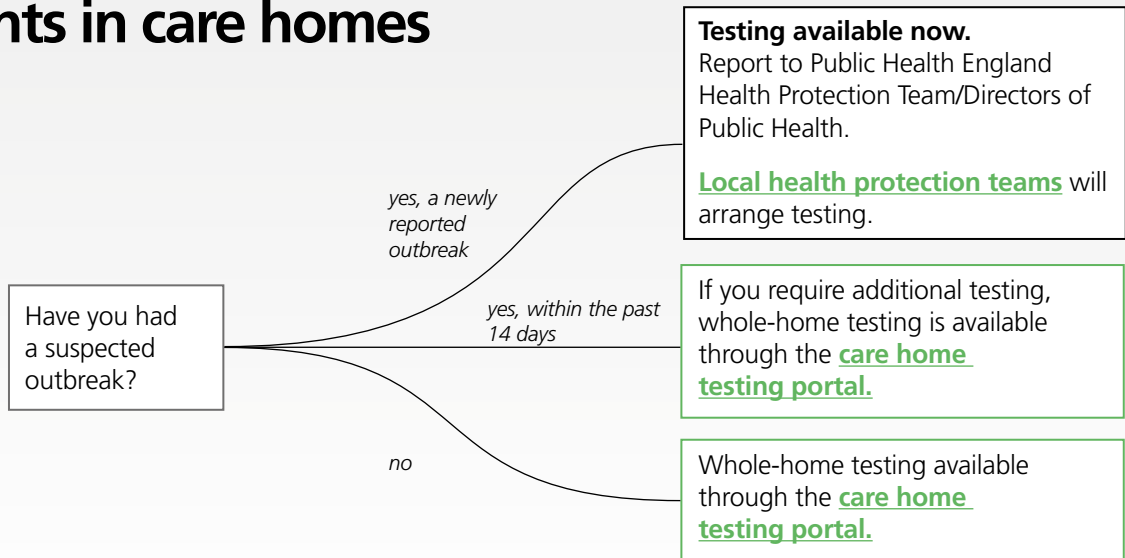 nts in care homes
Have you had
a suspected
outbreak?
yes, a newly
reported
outbreak
Testing available now.
Report to Public Health England
Health Protection Team/Directors of
Public Health.
Local health protection teams will
arrange testing.
yes, within the past
14 days
If you require additional testing,
whole-home testing is available
through the care home
testing portal.
no
Whole-home testing available
through the care home
testing portal.